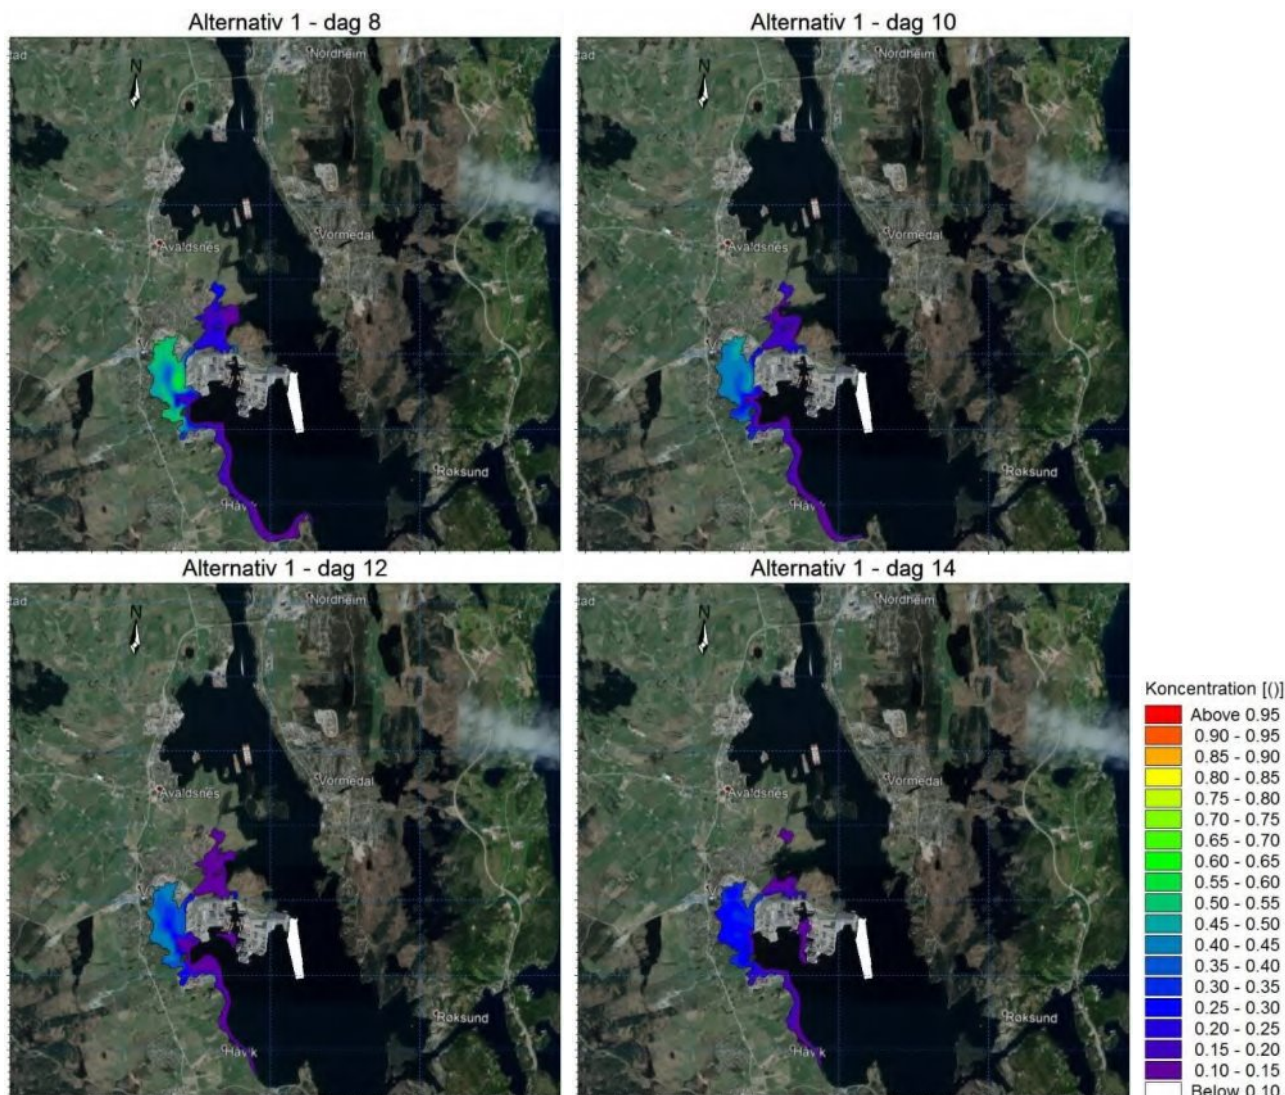 Alternativ 1 - dag 8
Alternativ 1 - dag 10
tad
N
Nordheim
Avaldsnes
Vormedal
Røksund
Håvik
tad
N
Nordheim
Avaldsnes
Vormedal
Røksund
Håvik
Alternativ 1 - dag 12
Alternativ 1 - dag 14
tad
N
Nordheim
Avaldsnes
Vormedal
Røksund
Håvik
tad
N
Nordheim
Avaldsnes
Vormedal
Røksund
Håvik
Koncentration [()]
Above 0.95
0.90 - 0.95
0.85 - 0.90
0.80 - 0.85
0.75 - 0.80
0.70 - 0.75
0.65 - 0.70
0.60 - 0.65
0.55 - 0.60
0.50 - 0.55
0.45 - 0.50
0.40 - 0.45
0.35 - 0.40
0.30 - 0.35
0.25 - 0.30
0.20 - 0.25
0.15 - 0.20
0.10 - 0.15
Below 0.10